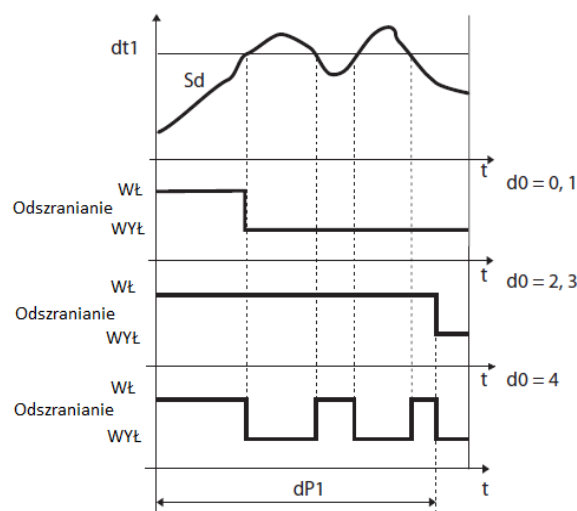 dt1
Sd
t
d0 = 0, 1
WŁ
Odszranianie
WYŁ
t
d0 = 2, 3
WŁ
Odszranianie
WYŁ
t
d0 = 4
WŁ
Odszranianie
WYŁ
dP1
t